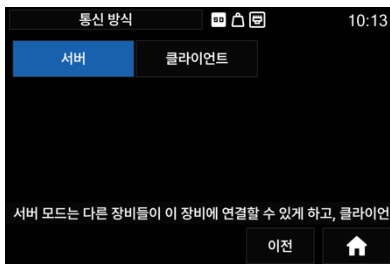 통신 방식 SD 10:13
서버 클라이언트
서버 모드는 다른 장비들이 이 장비에 연결할 수 있게 하고, 클라이언
이전